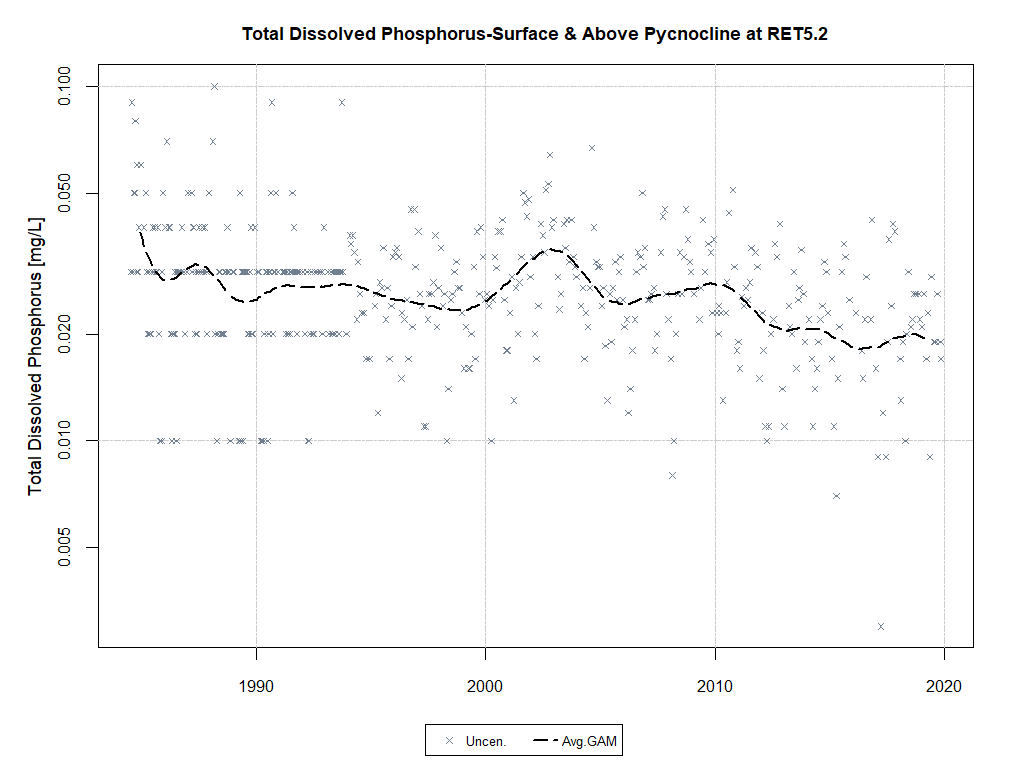 Total Dissolved Phosphorus-Surface & Above Pycnocline at RET5.2
Total Dissolved Phosphorus [mg/L]
0.100
0.050
0.020
0.010
0.005
1990 2000 2010 2020
Uncen. Avg.GAM